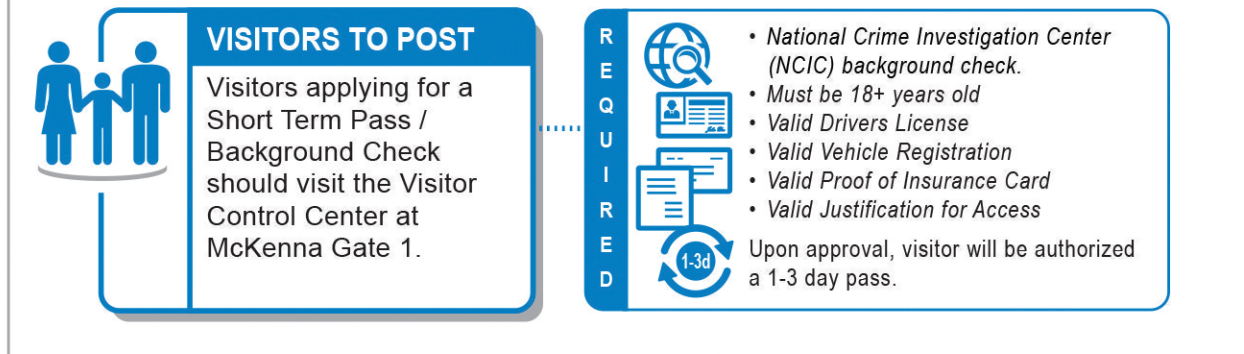 VISITORS TO POST
Visitors applying for a
Short Term Pass /
Background Check
should visit the Visitor
Control Center at
McKenna Gate 1.
REQUIRED
• National Crime Investigation Center
(NCIC) background check.
• Must be 18+ years old
• Valid Drivers License
• Valid Vehicle Registration
• Valid Proof of Insurance Card
• Valid Justification for Access
1-3d
Upon approval, visitor will be authorized
a 1-3 day pass.